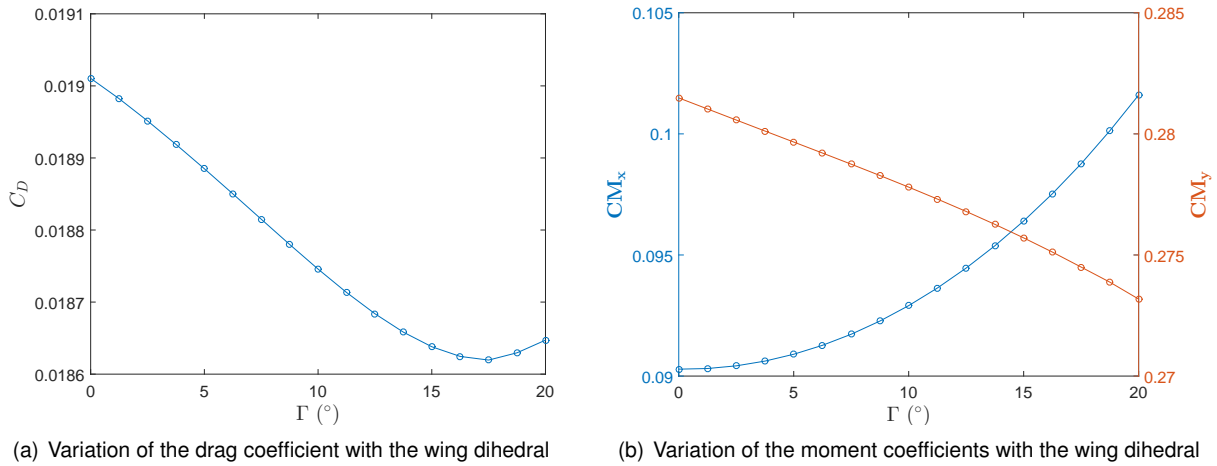 0.0191
0.019
0.0189
0.0188
0.0187
0.0186
C_D
0 5 10 15 20
Γ (°)
(a) Variation of the drag coefficient with the wing dihedral
0.105
0.1
0.095
0.09
CM_x
0.285
0.28
0.275
0.27
CM_y
0 5 10 15 20
Γ (°)
(b) Variation of the moment coefficients with the wing dihedral